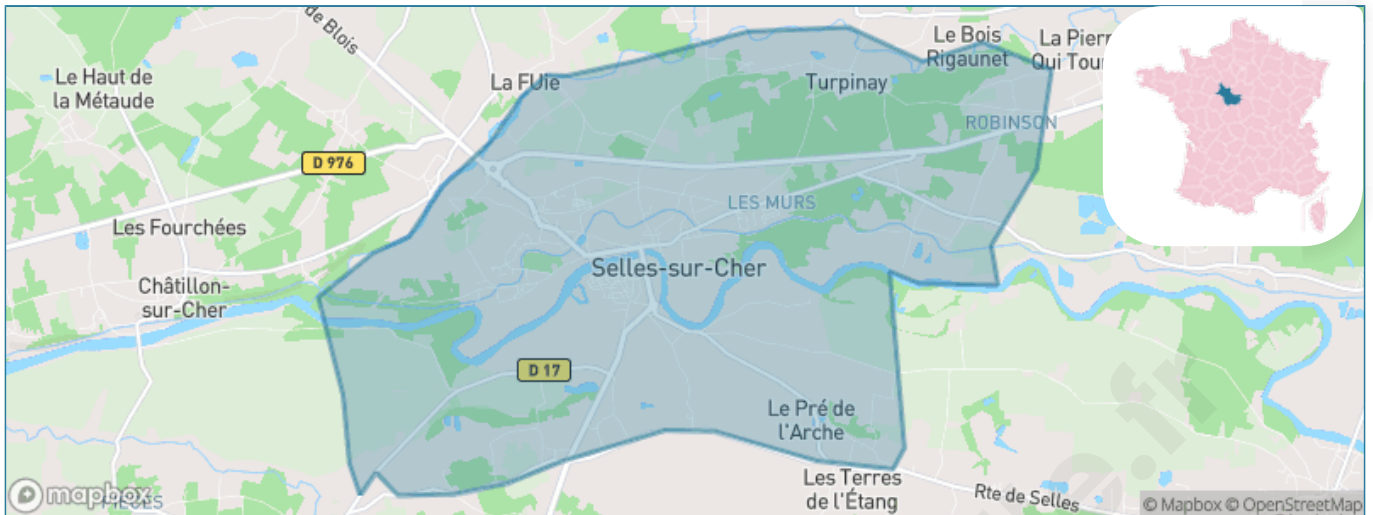 de Blois
Le Haut de
la Métaude
La FUie
Turpinay
Le Bois
Rigaunet
La Pierr
Qui Tour
ROBINSON
D 976
LES MURS
Les Fourchées
Selles-sur-Cher
Châtillon-
sur-Cher
D 17
Le Pré de
l'Arche
Les Terres
de l'Étang
Rte de Selles
mapbox
© Mapbox © OpenStreetMap